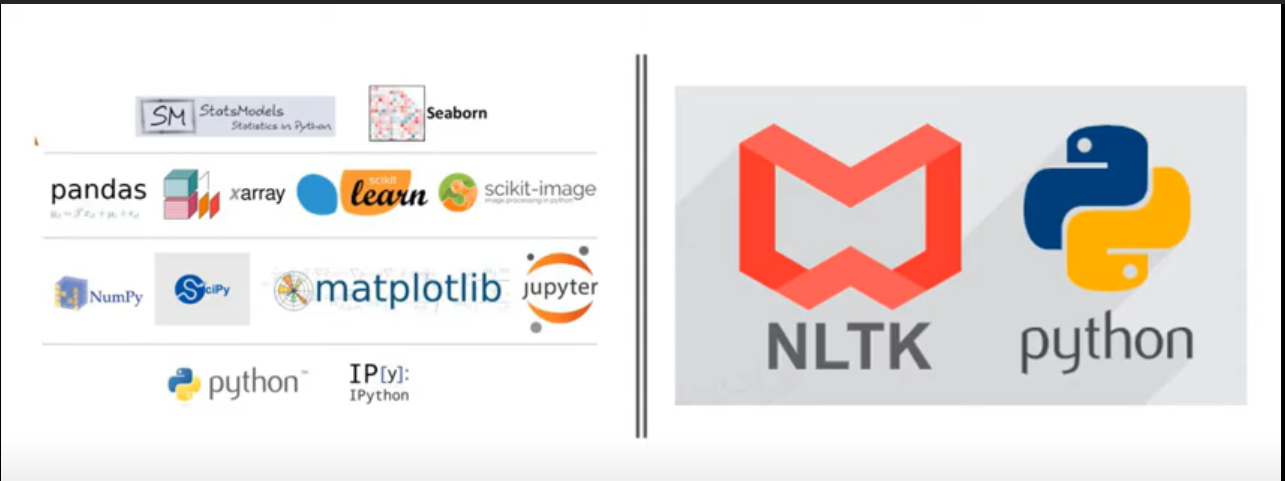 SM StatsModels
Statistics in Python
Seaborn
pandas
xarray
scikit
learn
scikit-image
image processing in python
NumPy
SciPy
matplotlib
jupyter
python
IP[y]:
IPython
NLTK
python